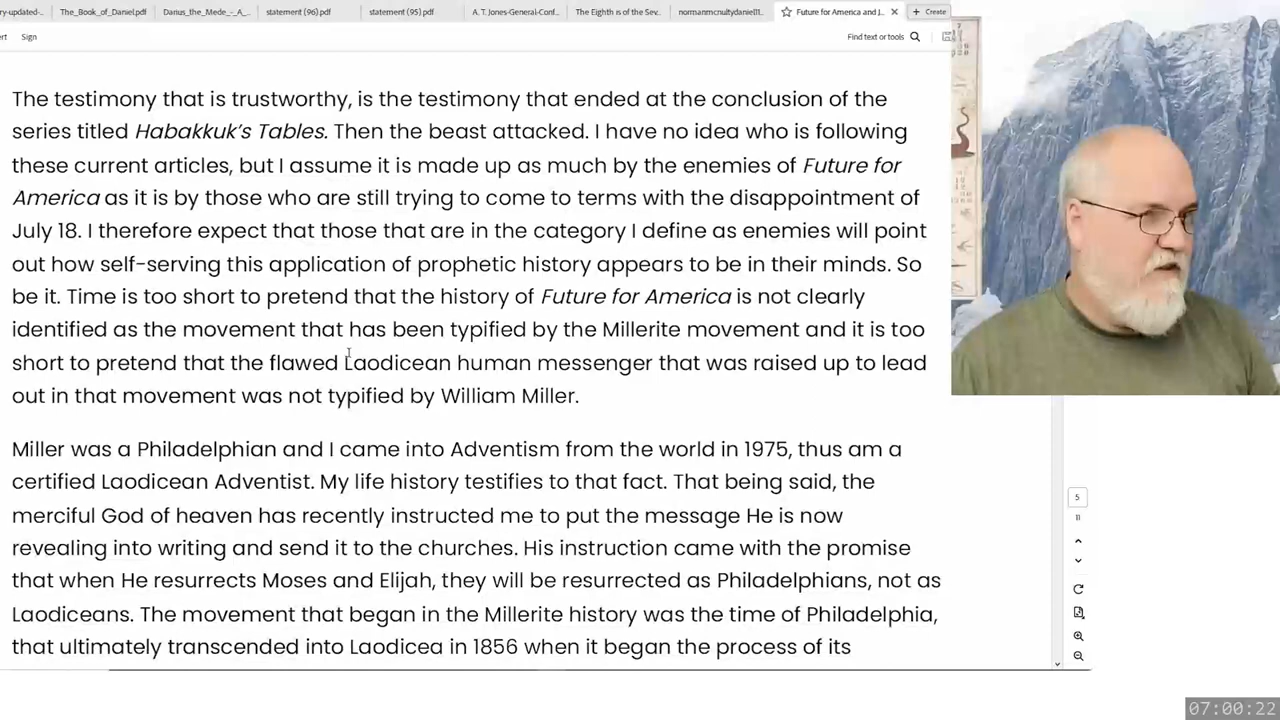 ry-updated-.. The_Book_of_Daniel.pdf Darius_the_Mede_-_A_... statement (96).pdf statement (95).pdf A. T. Jones-General-Conf... The Eighth is of the Sev... normanmcnultydaniel11.. Future for America and j.. Create
rt Sign Find text or tools
The testimony that is trustworthy, is the testimony that ended at the conclusion of the
series titled Habakkuk’s Tables. Then the beast attacked. I have no idea who is following
these current articles, but I assume it is made up as much by the enemies of Future for
America as it is by those who are still trying to come to terms with the disappointment of
July 18. I therefore expect that those that are in the category I define as enemies will point
out how self-serving this application of prophetic history appears to be in their minds. So
be it. Time is too short to pretend that the history of Future for America is not clearly
identified as the movement that has been typified by the Millerite movement and it is too
short to pretend that the flawed Laodicean human messenger that was raised up to lead
out in that movement was not typified by William Miller.
Miller was a Philadelphian and I came into Adventism from the world in 1975, thus am a
certified Laodicean Adventist. My life history testifies to that fact. That being said, the
merciful God of heaven has recently instructed me to put the message He is now
revealing into writing and send it to the churches. His instruction came with the promise
that when He resurrects Moses and Elijah, they will be resurrected as Philadelphians, not as
Laodiceans. The movement that began in the Millerite history was the time of Philadelphia,
that ultimately transcended into Laodicea in 1856 when it began the process of its
5
11
07:00:22